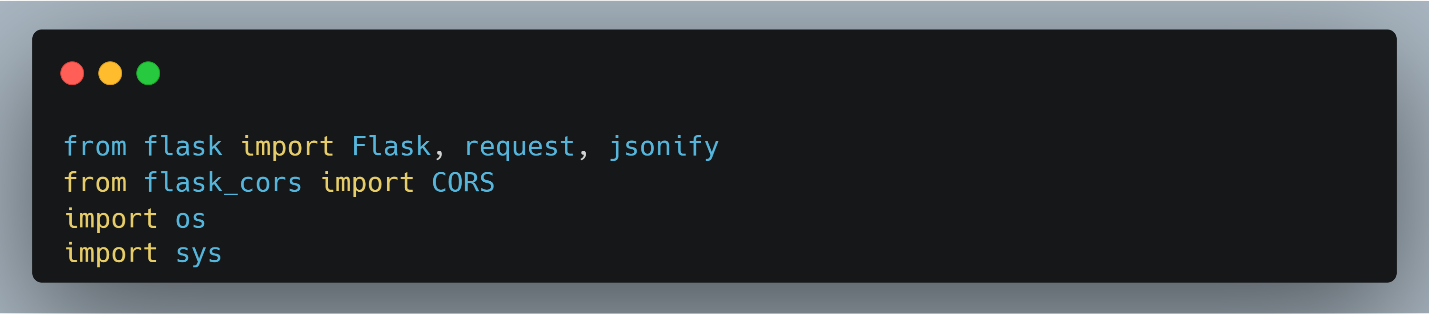 from flask import Flask, request, jsonify
from flask_cors import CORS
import os
import sys